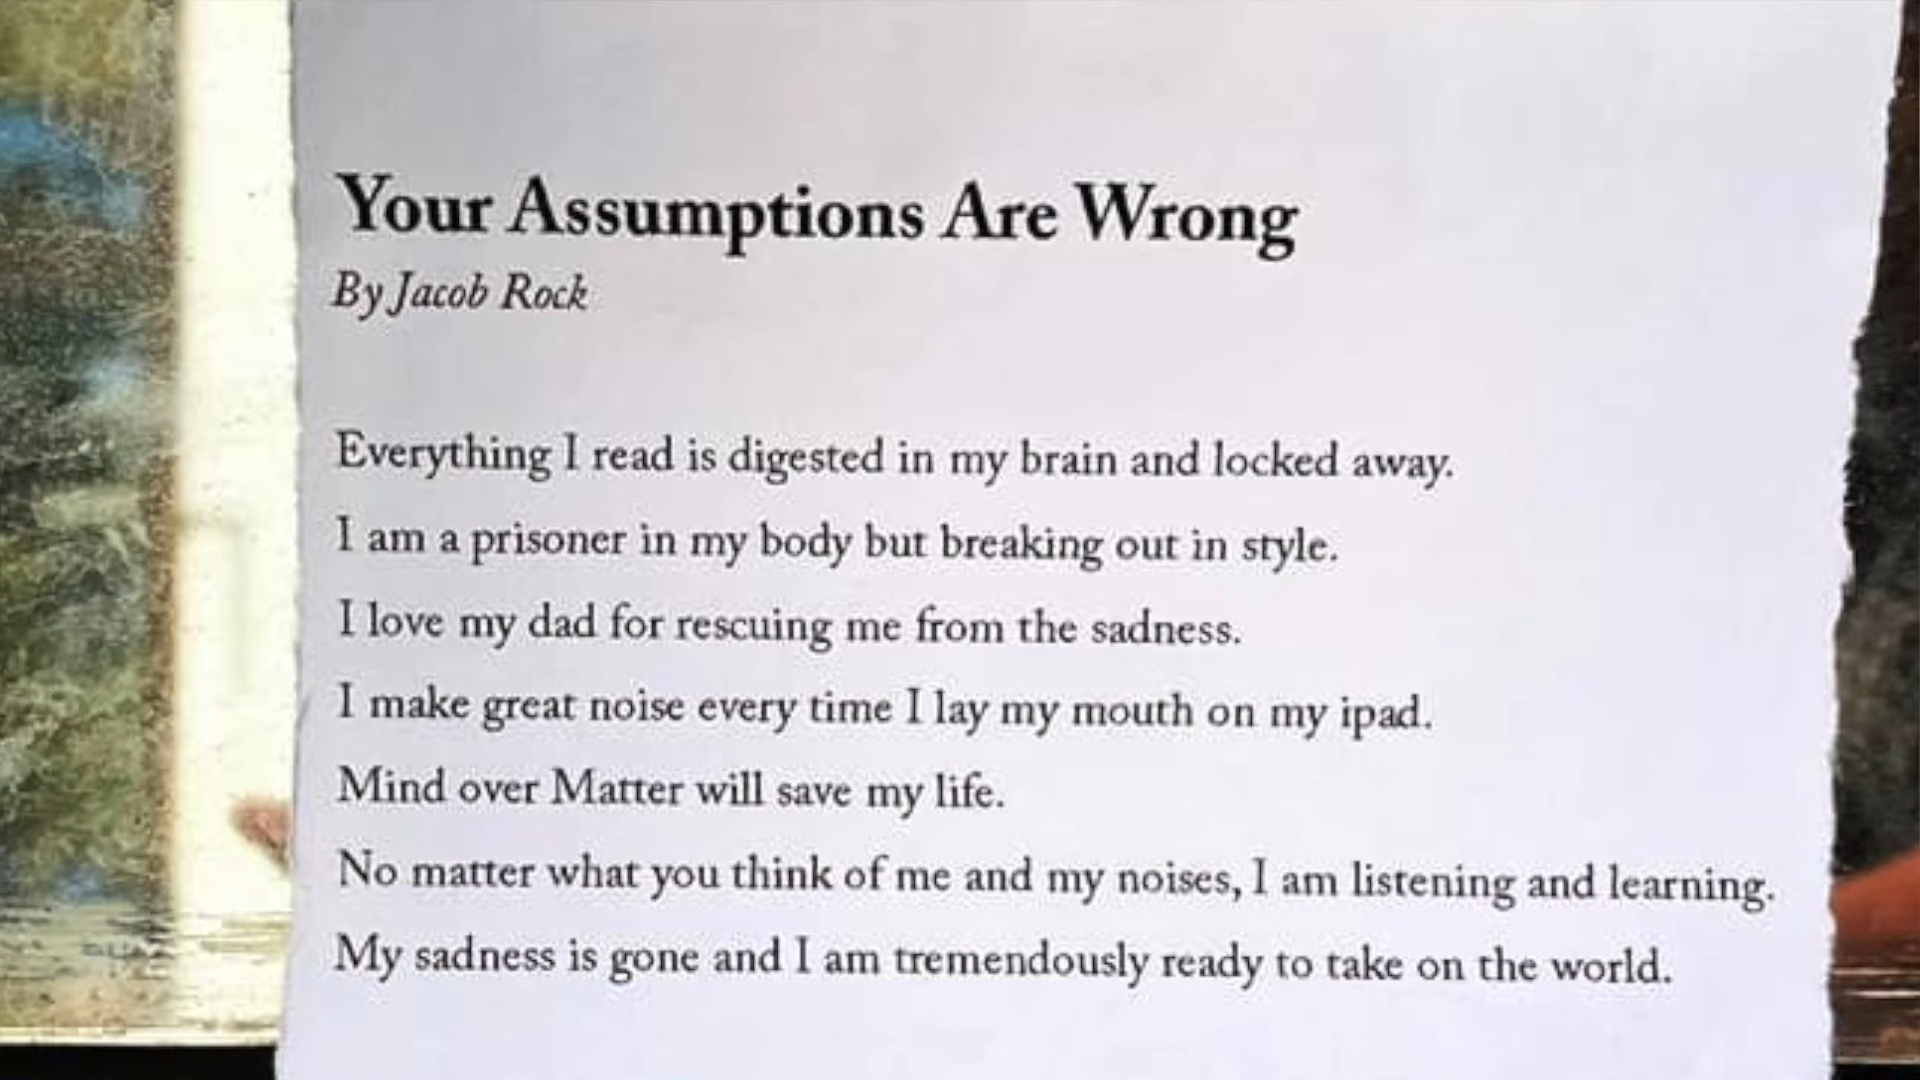 Your Assumptions Are Wrong
By Jacob Rock
Everything I read is digested in my brain and locked away.
I am a prisoner in my body but breaking out in style.
I love my dad for rescuing me from the sadness.
I make great noise every time I lay my mouth on my ipad.
Mind over Matter will save my life.
No matter what you think of me and my noises, I am listening and learning.
My sadness is gone and I am tremendously ready to take on the world.